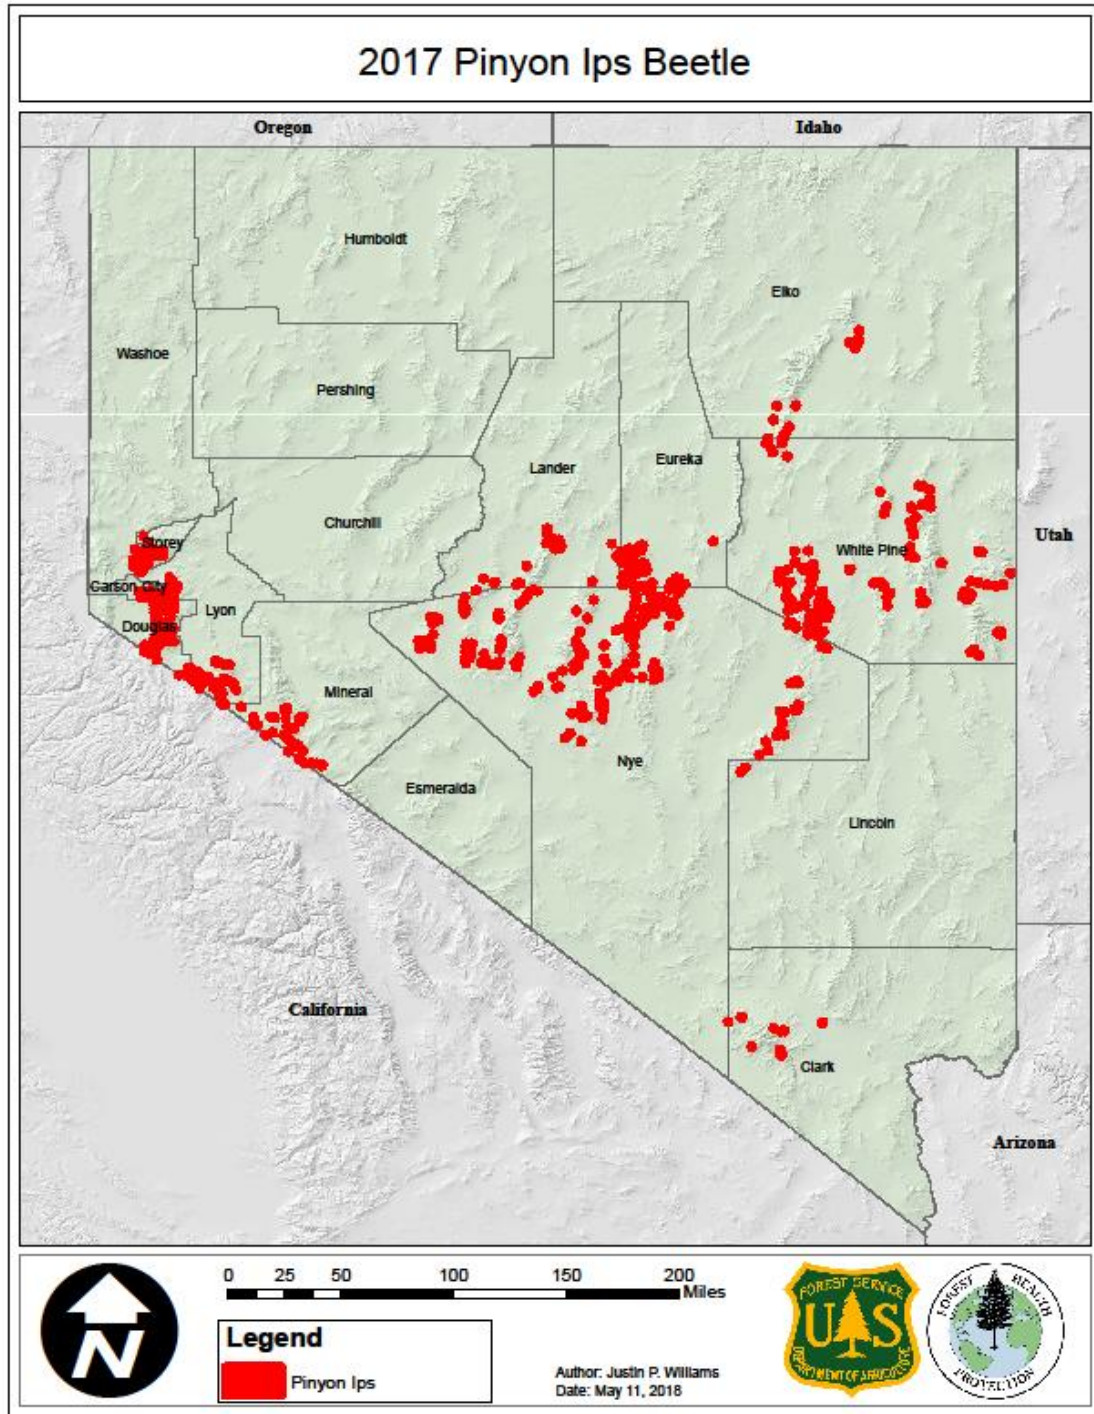 2017 Pinyon Ips Beetle
Oregon
Idaho
Humboldt
Elko
Washoe
Pershing
Lander
Eureka
Churchill
Utah
Storey
White Pine
Carson City
Lyon
Douglas
Mineral
Nye
Esmeralda
Lincoln
California
Clark
Arizona
0 25 50 100 150 200
Miles
N
Legend
Pinyon Ips
Author: Justin P. Williams
Date: May 11, 2018
FOREST SERVICE
U S
DEPARTMENT OF AGRICULTURE
FOREST HEALTH
PROTECTION